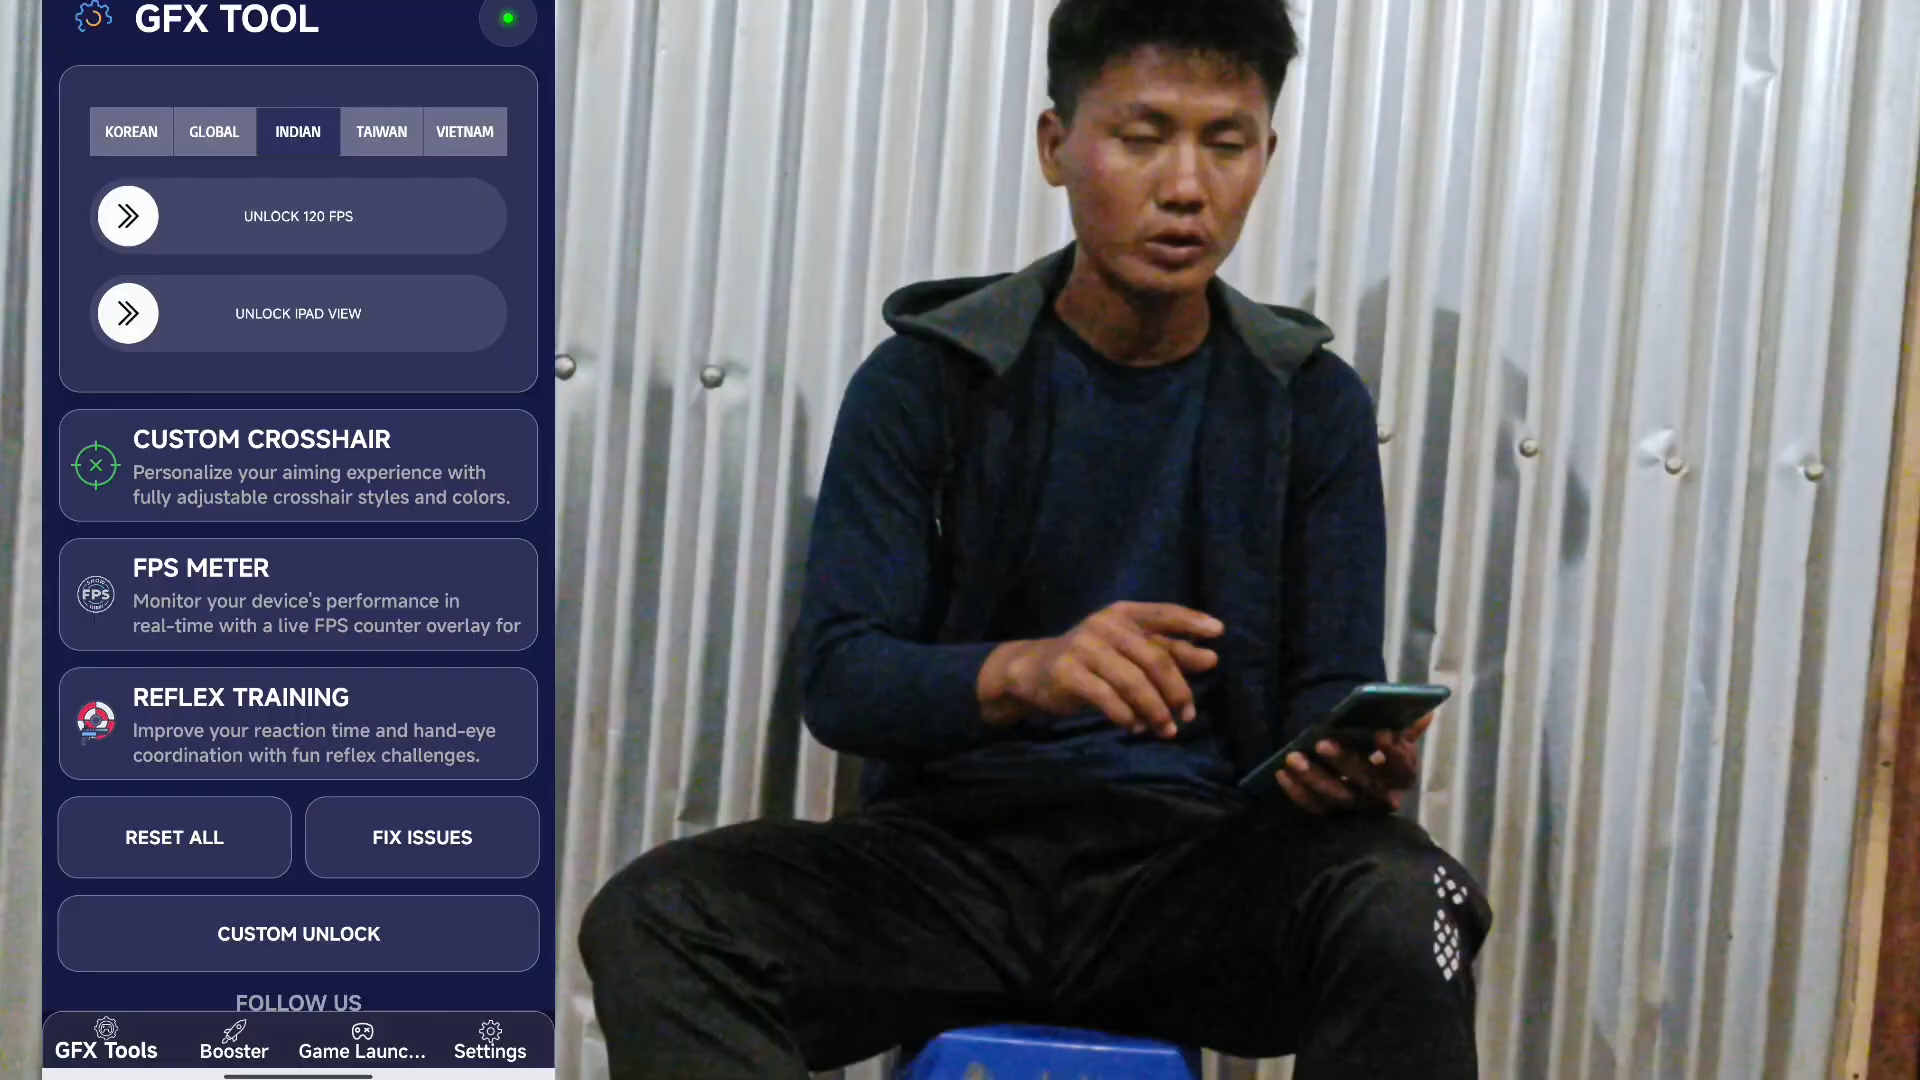 GFX TOOL
KOREAN
GLOBAL
INDIAN
TAIWAN
VIETNAM
UNLOCK 120 FPS
UNLOCK IPAD VIEW
CUSTOM CROSSHAIR
Personalize your aiming experience with
fully adjustable crosshair styles and colors.
FPS
FPS METER
Monitor your device's performance in
real-time with a live FPS counter overlay for
REFLEX TRAINING
Improve your reaction time and hand-eye
coordination with fun reflex challenges.
RESET ALL
FIX ISSUES
CUSTOM UNLOCK
FOLLOW US
GFX Tools
Booster
Game Launc...
Settings